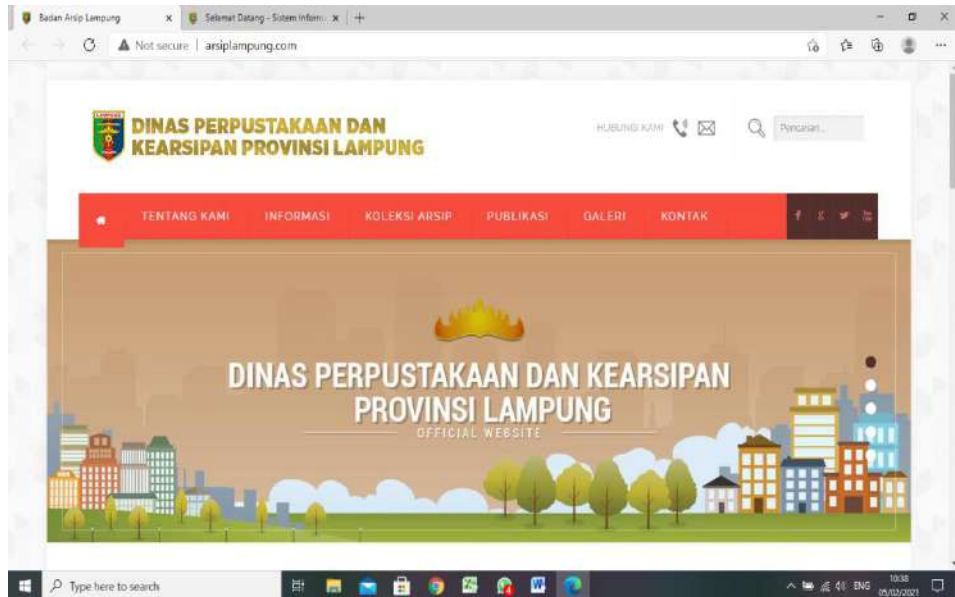 Badan Arsip Lampung
Selamat Datang - Sistem Inform
Not secure | arsiplampung.com
LAMPUNG
DINAS PERPUSTAKAAN DAN
KEARSIPAN PROVINSI LAMPUNG
HUBUNGI KAMI
Pencarian...
TENTANG KAMI INFORMASI KOLEKSI ARSIP PUBLIKASI GALERI KONTAK
DINAS PERPUSTAKAAN DAN KEARSIPAN
PROVINSI LAMPUNG
OFFICIAL WEBSITE
Type here to search
ENG
10:38
05/02/2021